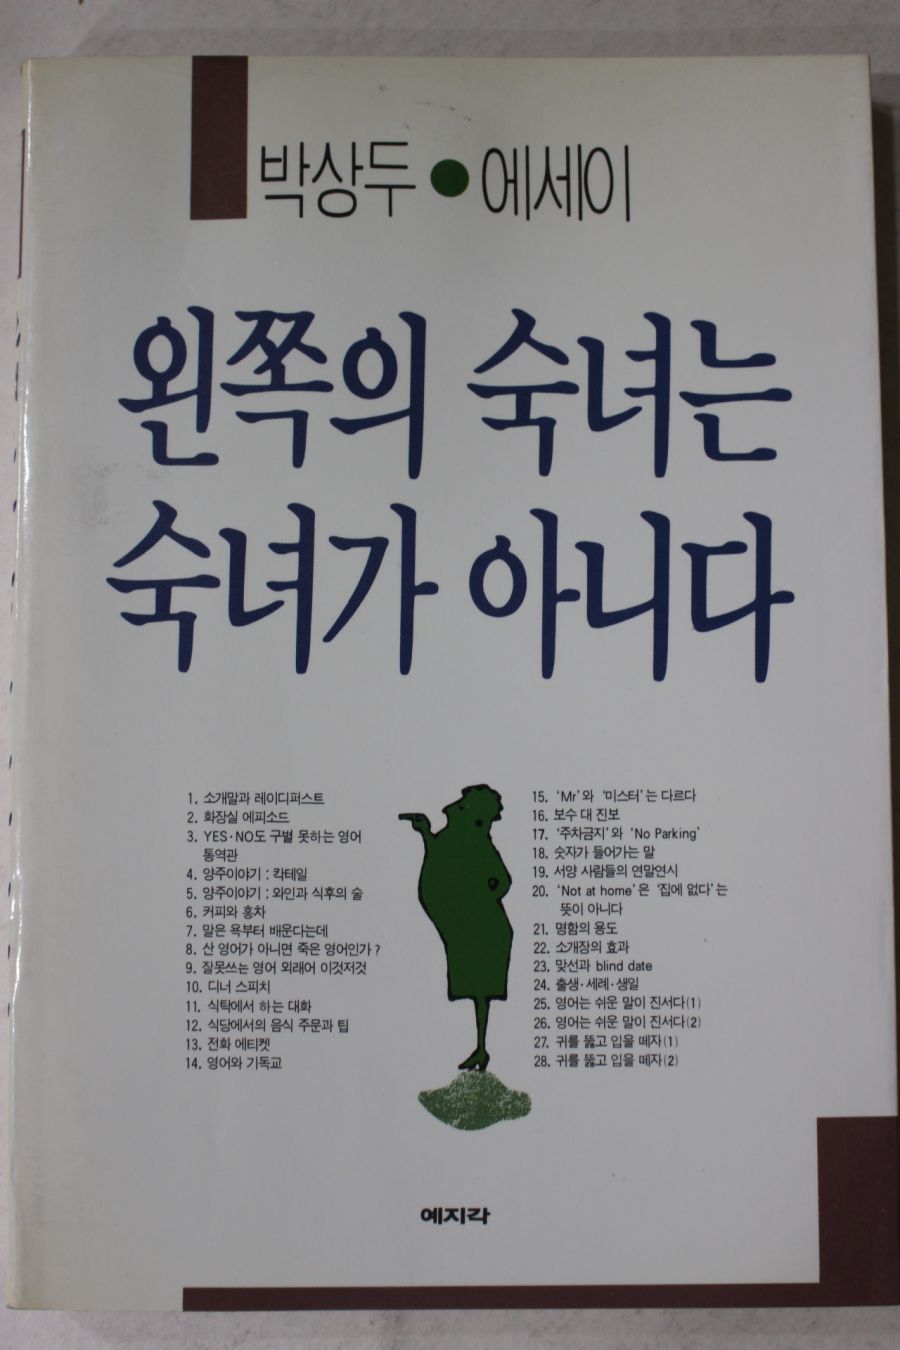 박상두 ● 에세이
왼쪽의 숙녀는
숙녀가 아니다
1. 소개말과 레이디퍼스트
2. 화장실 에피소드
3. YES·NO도 구별 못하는 영어
통역관
4. 양주이야기 : 칵테일
5. 양주이야기 : 와인과 식후의 술
6. 커피와 홍차
7. 말은 욕부터 배운다는데
8. 산 영어가 아니면 죽은 영어인가?
9. 잘못쓰는 영어 외래어 이것저것
10. 디너 스피치
11. 식탁에서 하는 대화
12. 식당에서의 음식 주문과 팁
13. 전화 에티켓
14. 영어와 기독교
15. ‘Mr’와 ‘미스터’는 다르다
16. 보수 대 진보
17. ‘주차금지’와 ‘No Parking’
18. 숫자가 들어가는 말
19. 서양 사람들의 연말연시
20. ‘Not at home’은 ‘집에 없다’는
뜻이 아니다
21. 명함의 용도
22. 소개장의 효과
23. 맞선과 blind date
24. 출생·세례·생일
25. 영어는 쉬운 말이 진서다(1)
26. 영어는 쉬운 말이 진서다(2)
27. 귀를 뚫고 입을 떼자(1)
28. 귀를 뚫고 입을 떼자(2)
예지각